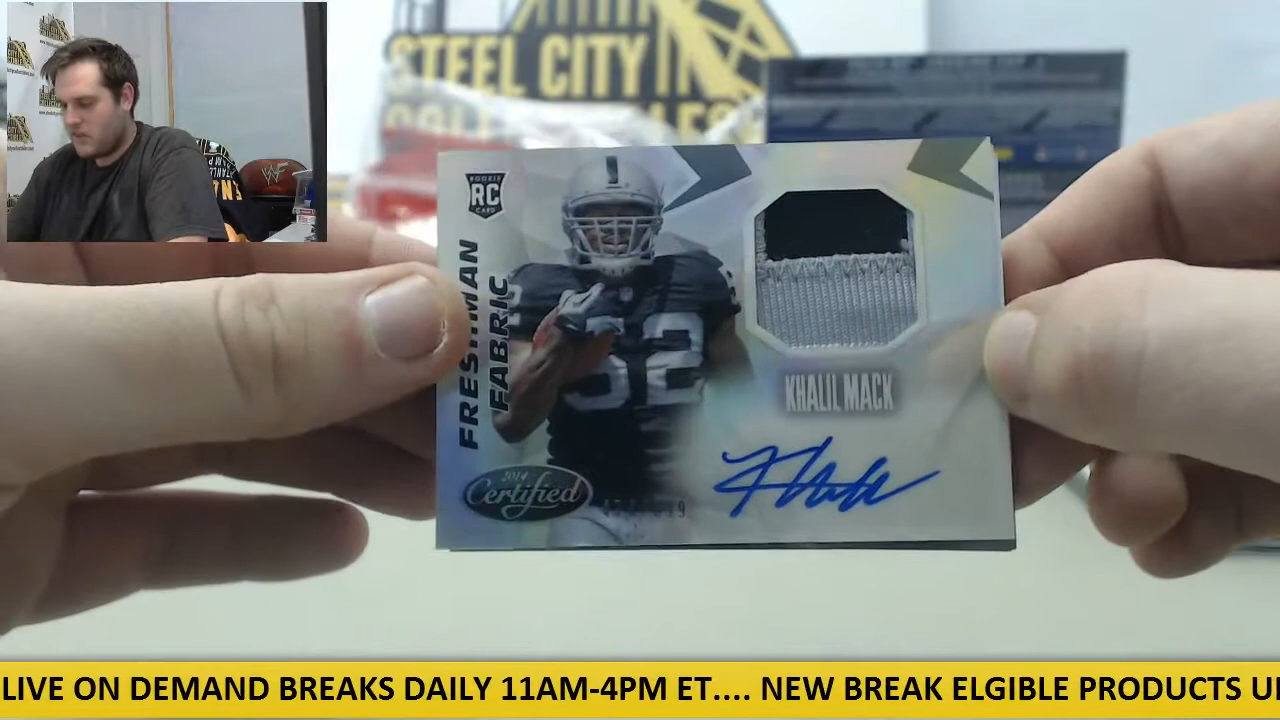 STEEL CITY
ROOKIE
RC
CARD
FRESHMAN
FABRIC
52
KHALIL MACK
2014
Certified
LIVE ON DEMAND BREAKS DAILY 11AM-4PM ET.... NEW BREAK ELGIBLE PRODUCTS